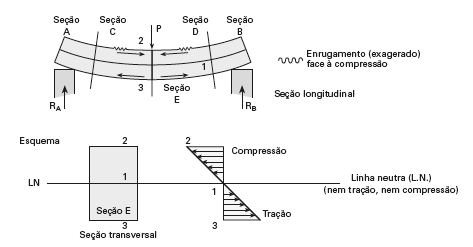 Seção
A
Seção
C
P
Seção
D
Seção
B
2
1
3
Seção
E
Enrugamento (exagerado)
face à compressão
Seção longitudinal
RA
RB
Esquema
2
2
Compressão
LN
1
1
Linha neutra (L.N.)
(nem tração, nem compressão)
Seção E
Tração
3
3
Seção transversal